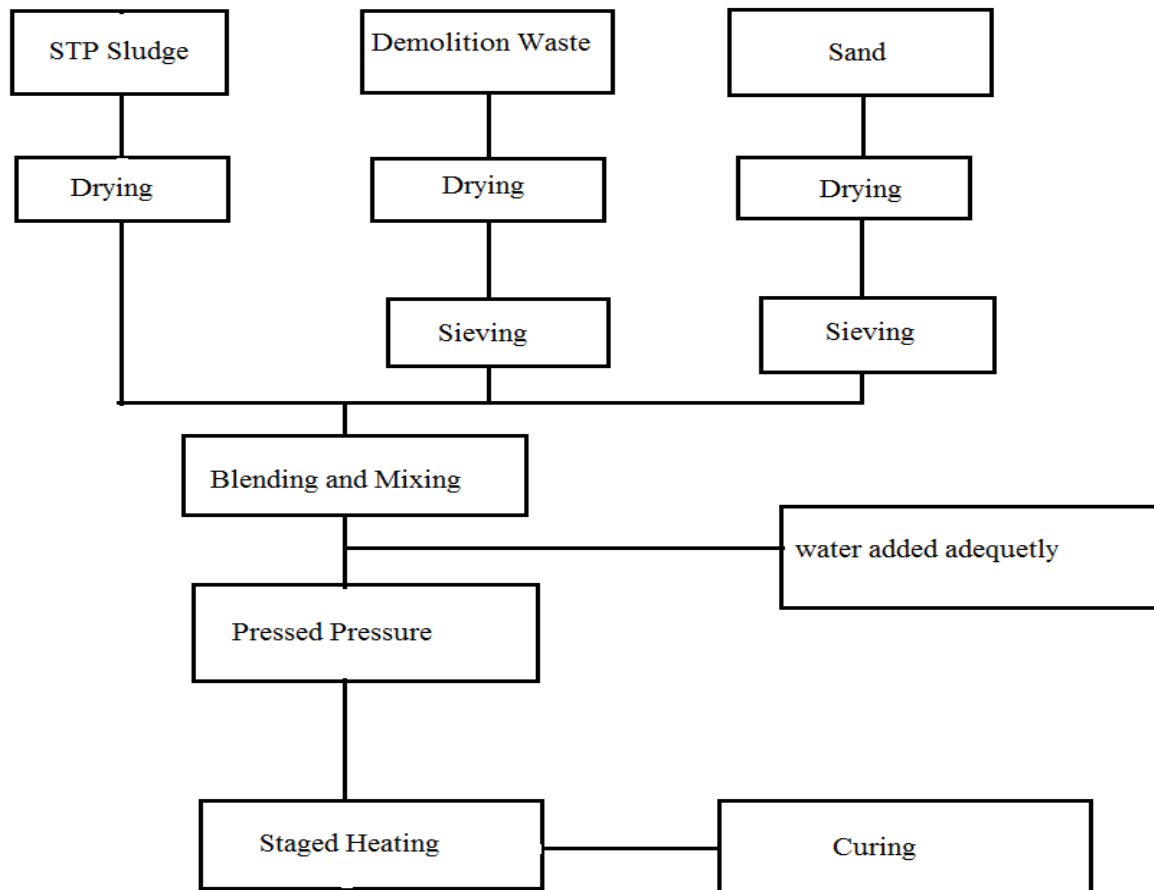 STP Sludge
Demolition Waste
Sand
Drying
Drying
Drying
Sieving
Sieving
Blending and Mixing
water added adequetly
Pressed Pressure
Staged Heating
Curing